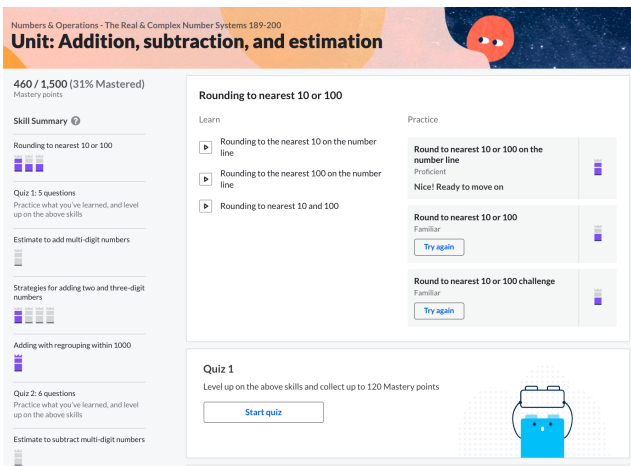 Numbers & Operations - The Real & Complex Number Systems 189-200
Unit: Addition, subtraction, and estimation
460 / 1,500 (31% Mastered)
Mastery points
Skill Summary ?
Rounding to nearest 10 or 100
Quiz 1: 5 questions
Practice what you've learned, and level
up on the above skills
Estimate to add multi-digit numbers
Strategies for adding two and three-digit
numbers
Adding with regrouping within 1000
Quiz 2: 6 questions
Practice what you've learned, and level
up on the above skills
Estimate to subtract multi-digit numbers
Rounding to nearest 10 or 100
Learn
Rounding to the nearest 10 on the number
line
Rounding to the nearest 100 on the number
line
Rounding to nearest 10 and 100
Practice
Round to nearest 10 or 100 on the
number line
Proficient
Nice! Ready to move on
Round to nearest 10 or 100
Familiar
Try again
Round to nearest 10 or 100 challenge
Familiar
Try again
Quiz 1
Level up on the above skills and collect up to 120 Mastery points
Start quiz